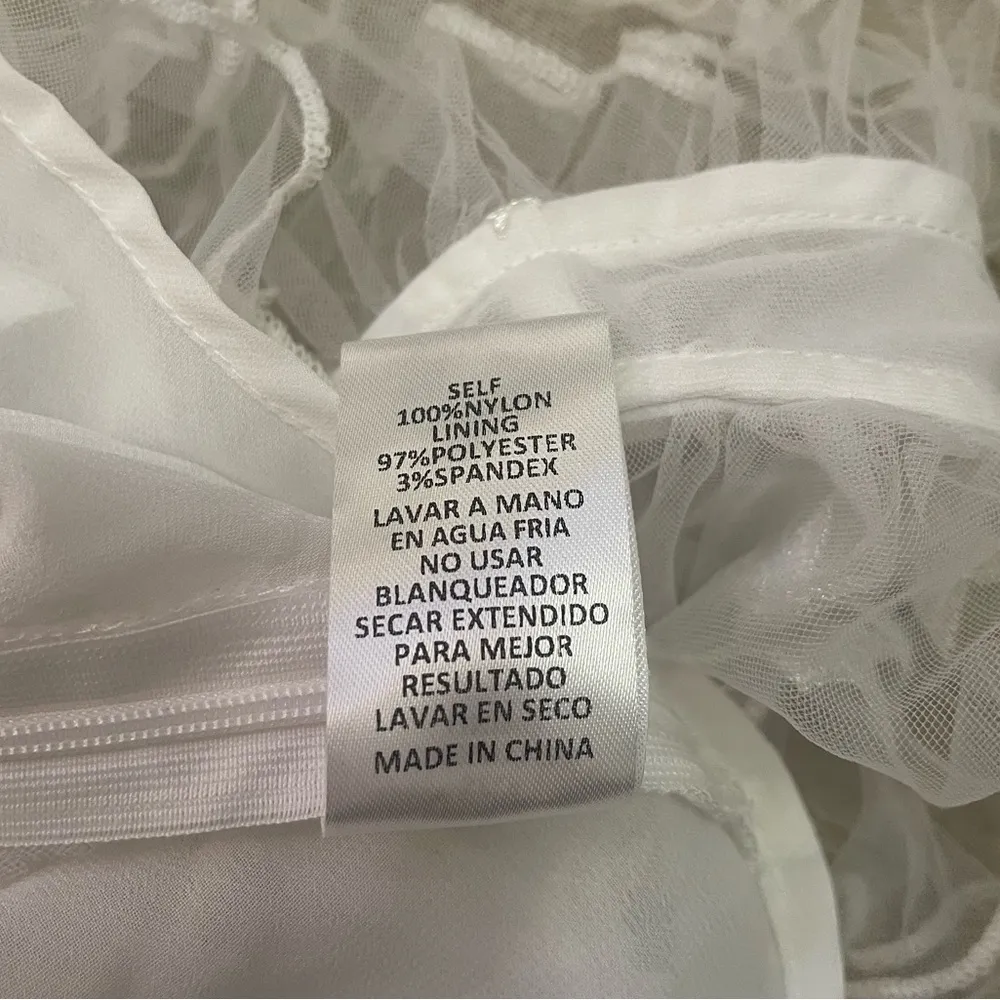 SELF
100%NYLON
LINING
97%POLYESTER
3%SPANDEX
LAVAR A MANO
EN AGUA FRIA
NO USAR
BLANQUEADOR
SECAR EXTENDIDO
PARA MEJOR
RESULTADO
LAVAR EN SECO
MADE IN CHINA